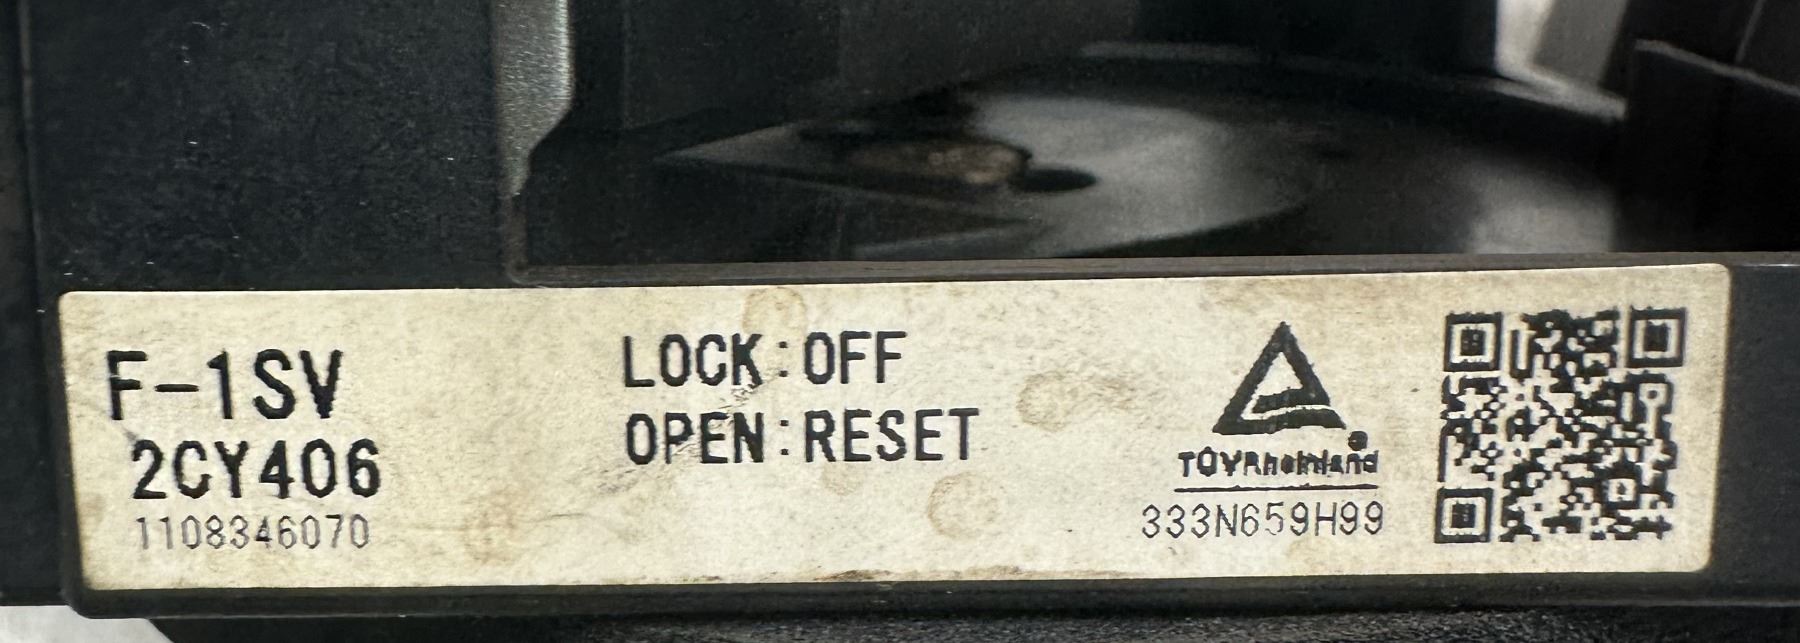 F-1SV
2CY406
1108346070
LOCK:OFF
OPEN:RESET
TÜVRheinland
333N659H99